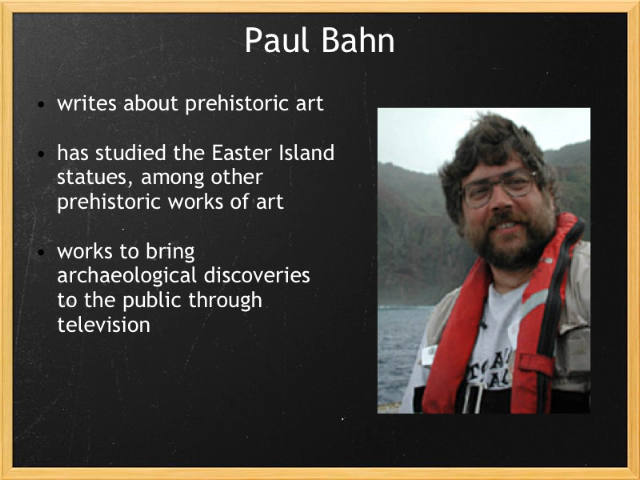 Paul Bahn
• writes about prehistoric art
• has studied the Easter Island
statues, among other
prehistoric works of art
• works to bring
archaeological discoveries
to the public through
television